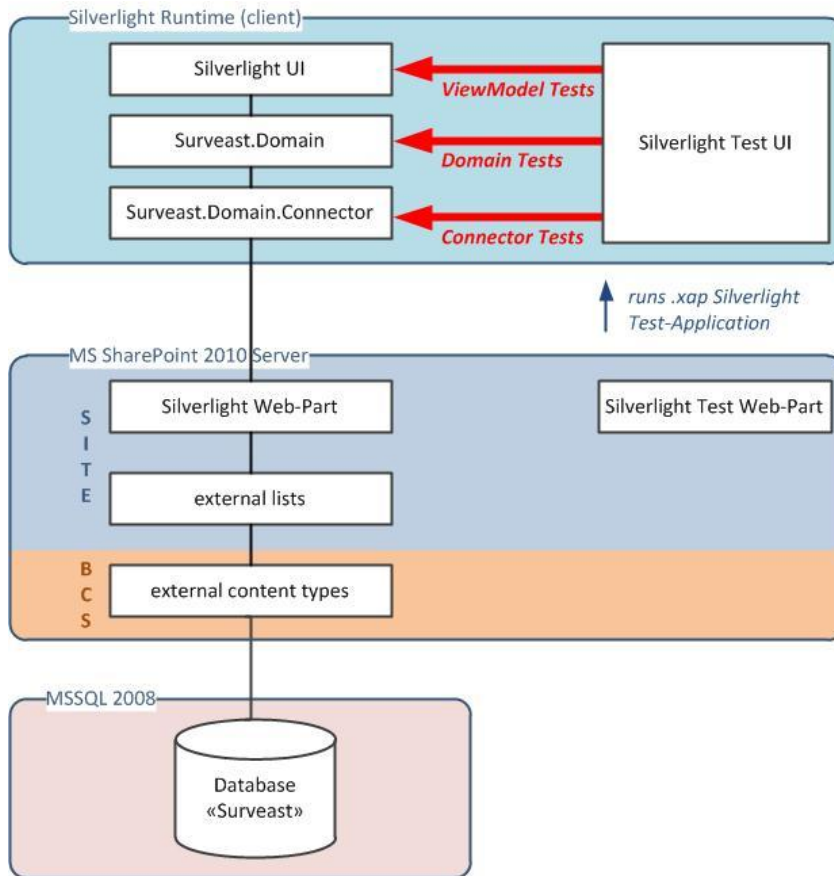 Silverlight Runtime (client)
Silverlight UI
ViewModel Tests
Surveast.Domain
Domain Tests
Silverlight Test UI
Surveast.Domain.Connector
Connector Tests
runs .xap Silverlight
Test-Application
MS SharePoint 2010 Server
SITE
Silverlight Web-Part
Silverlight Test Web-Part
external lists
BCS
external content types
MSSQL 2008
Database
«Surveast»